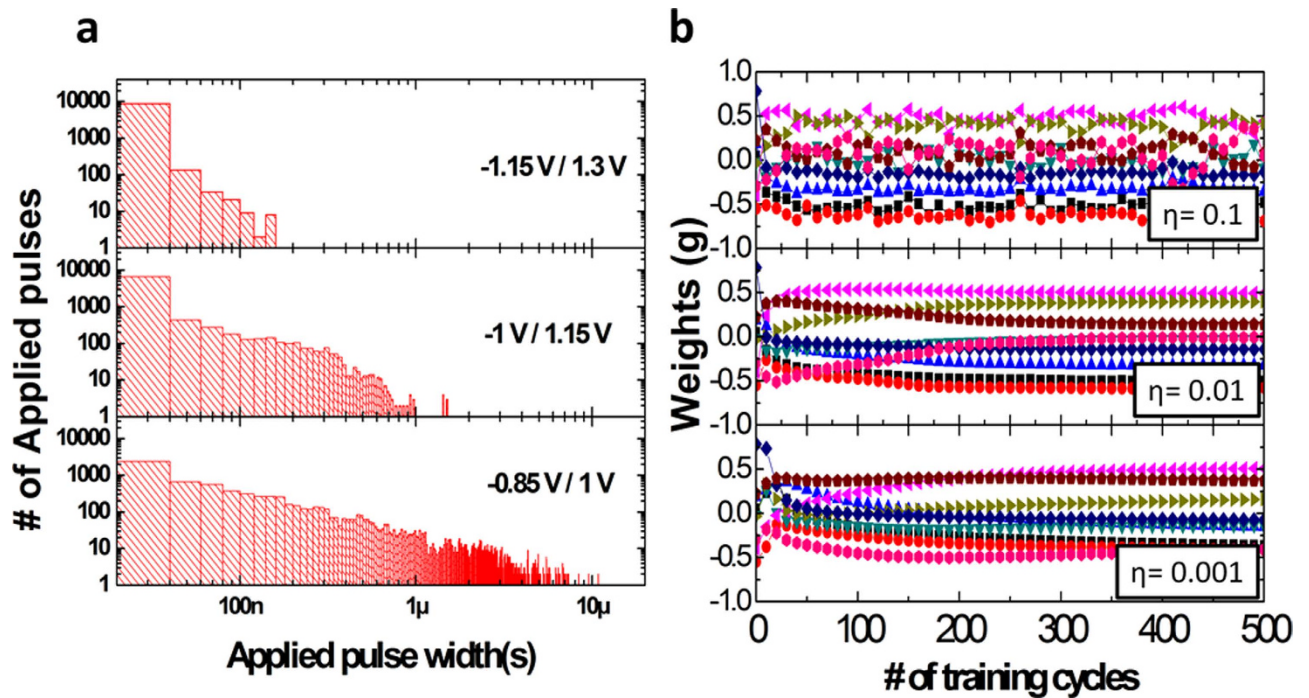 a
# of Applied pulses
10000
1000
100
10
1
-1.15 V / 1.3 V
10000
1000
100
10
1
-1 V / 1.15 V
10000
1000
100
10
1
-0.85 V / 1 V
100n
1µ
10µ
Applied pulse width(s)
b
Weights (g)
1.0
0.5
0.0
-0.5
-1.0
η= 0.1
0.5
0.0
-0.5
-1.0
η= 0.01
0.5
0.0
-0.5
-1.0
η= 0.001
0
100
200
300
400
500
# of training cycles